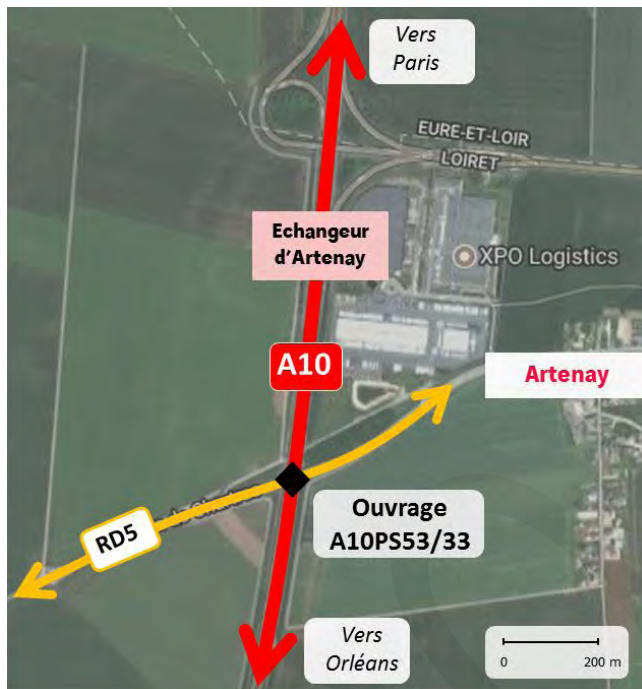 Vers
Paris
EURE-ET-LOIR
LOIRET
Echangeur
d'Artenay
XPO Logistics
A10
Artenay
RD5
Ouvrage
A10PS53/33
Vers
Orléans
0 200 m